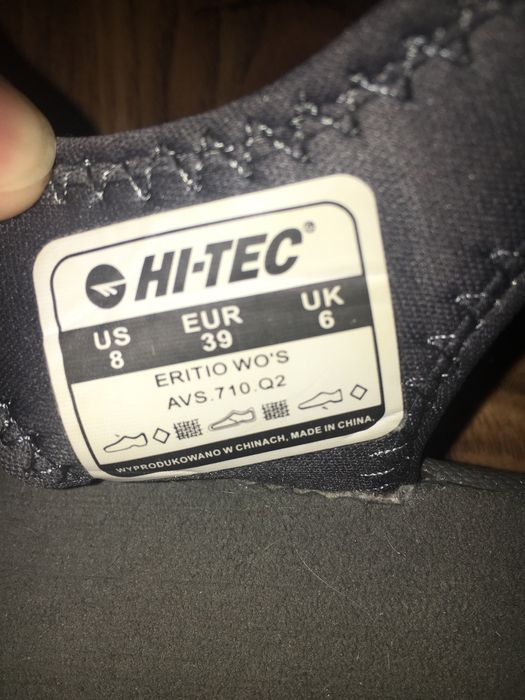 HI-TEC®
US EUR UK
8 39 6
ERITIO WO'S
AVS.710.Q2
WYPRODUKOWANO W CHINACH, MADE IN CHINA.